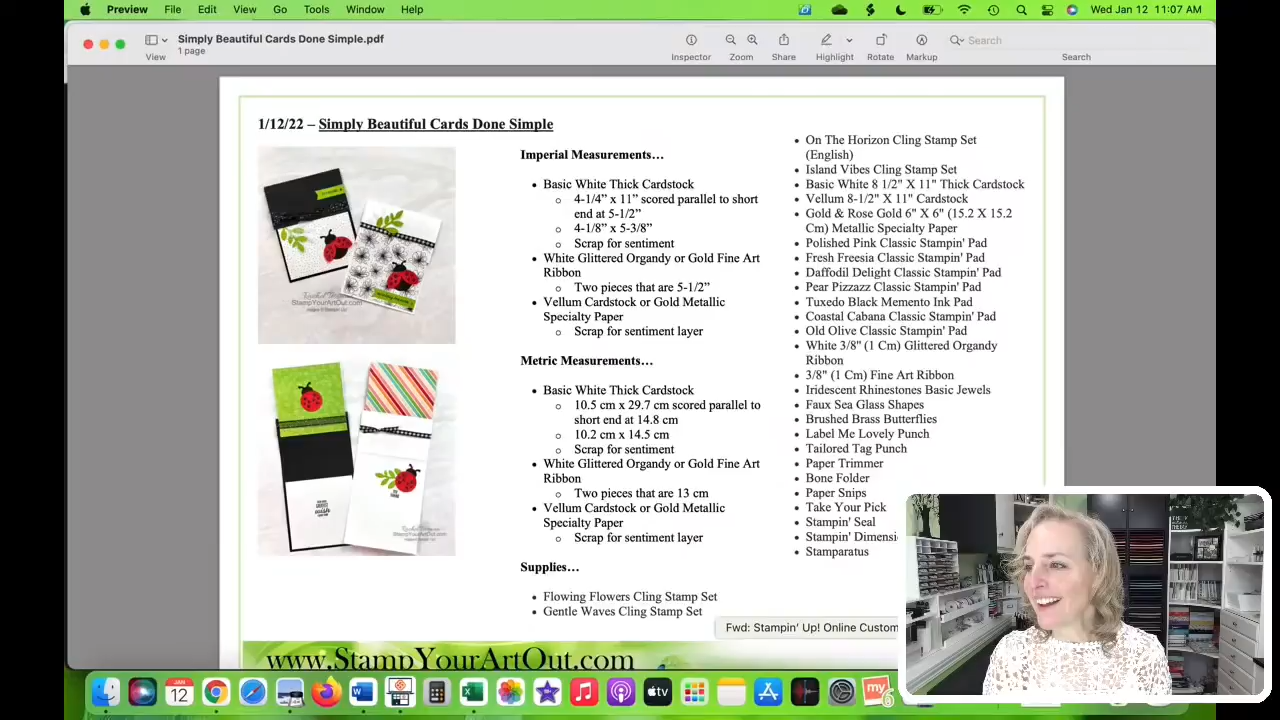 Preview File Edit View Go Tools Window Help Wed Jan 12 11:07 AM
Simply Beautiful Cards Done Simple.pdf
1 page
Search
View Inspector Zoom Share Highlight Rotate Markup Search
1/12/22 – Simply Beautiful Cards Done Simple
StampYourArtOut.com
StampYourArtOut.com
Imperial Measurements…
• Basic White Thick Cardstock
o 4-1/4” x 11” scored parallel to short
end at 5-1/2”
o 4-1/8” x 5-3/8”
o Scrap for sentiment
• White Glittered Organdy or Gold Fine Art
Ribbon
o Two pieces that are 5-1/2”
• Vellum Cardstock or Gold Metallic
Specialty Paper
o Scrap for sentiment layer
Metric Measurements…
• Basic White Thick Cardstock
o 10.5 cm x 29.7 cm scored parallel to
short end at 14.8 cm
o 10.2 cm x 14.5 cm
o Scrap for sentiment
• White Glittered Organdy or Gold Fine Art
Ribbon
o Two pieces that are 13 cm
• Vellum Cardstock or Gold Metallic
Specialty Paper
o Scrap for sentiment layer
Supplies…
• Flowing Flowers Cling Stamp Set
• Gentle Waves Cling Stamp Set
• On The Horizon Cling Stamp Set
(English)
• Island Vibes Cling Stamp Set
• Basic White 8 1/2" X 11" Thick Cardstock
• Vellum 8-1/2" X 11" Cardstock
• Gold & Rose Gold 6" X 6" (15.2 X 15.2
Cm) Metallic Specialty Paper
• Polished Pink Classic Stampin' Pad
• Fresh Freesia Classic Stampin' Pad
• Daffodil Delight Classic Stampin' Pad
• Pear Pizzazz Classic Stampin' Pad
• Tuxedo Black Memento Ink Pad
• Coastal Cabana Classic Stampin' Pad
• Old Olive Classic Stampin' Pad
• White 3/8" (1 Cm) Glittered Organdy
Ribbon
• 3/8" (1 Cm) Fine Art Ribbon
• Iridescent Rhinestones Basic Jewels
• Faux Sea Glass Shapes
• Brushed Brass Butterflies
• Label Me Lovely Punch
• Tailored Tag Punch
• Paper Trimmer
• Bone Folder
• Paper Snips
• Take Your Pick
• Stampin' Seal
• Stampin' Dimensi
• Stamparatus
Fwd: Stampin’ Up! Online Custom
www.StampYourArtOut.com
JAN
12
tv
my
6